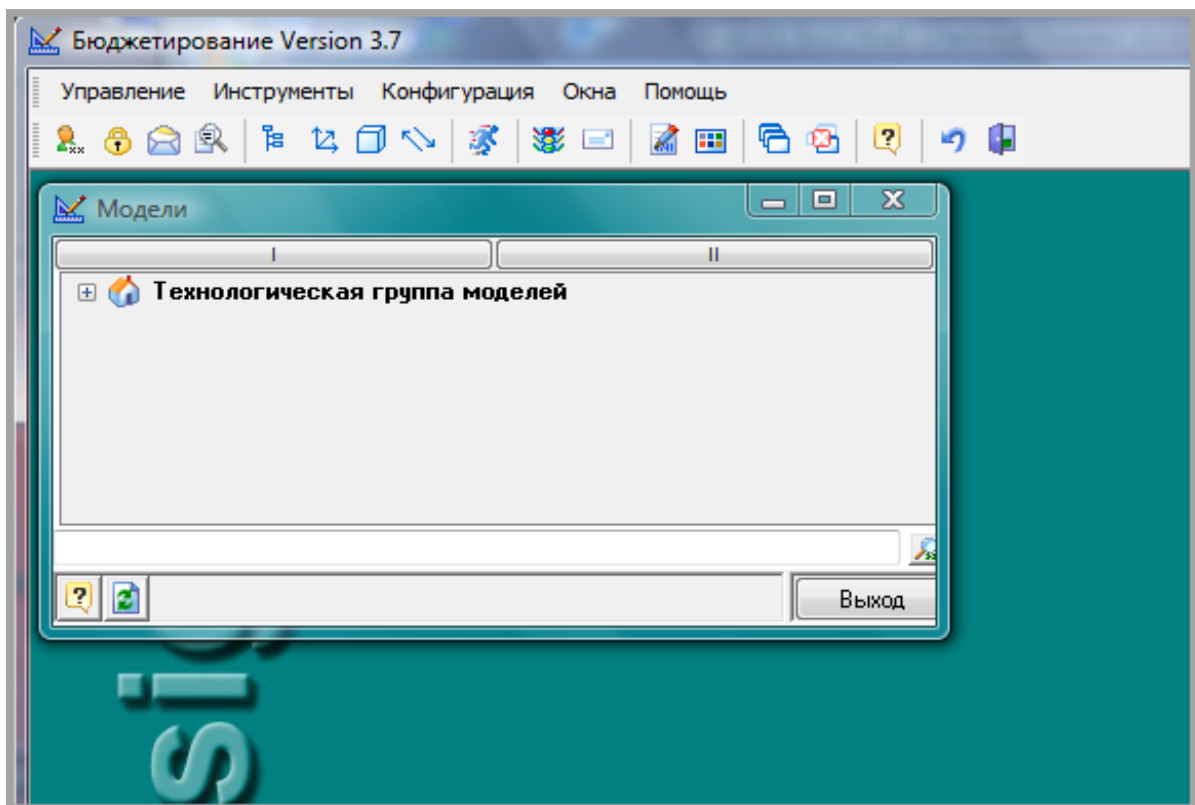 Бюджетирование Version 3.7
Управление Инструменты Конфигурация Окна Помощь
Модели
I II
Технологическая группа моделей
Выход